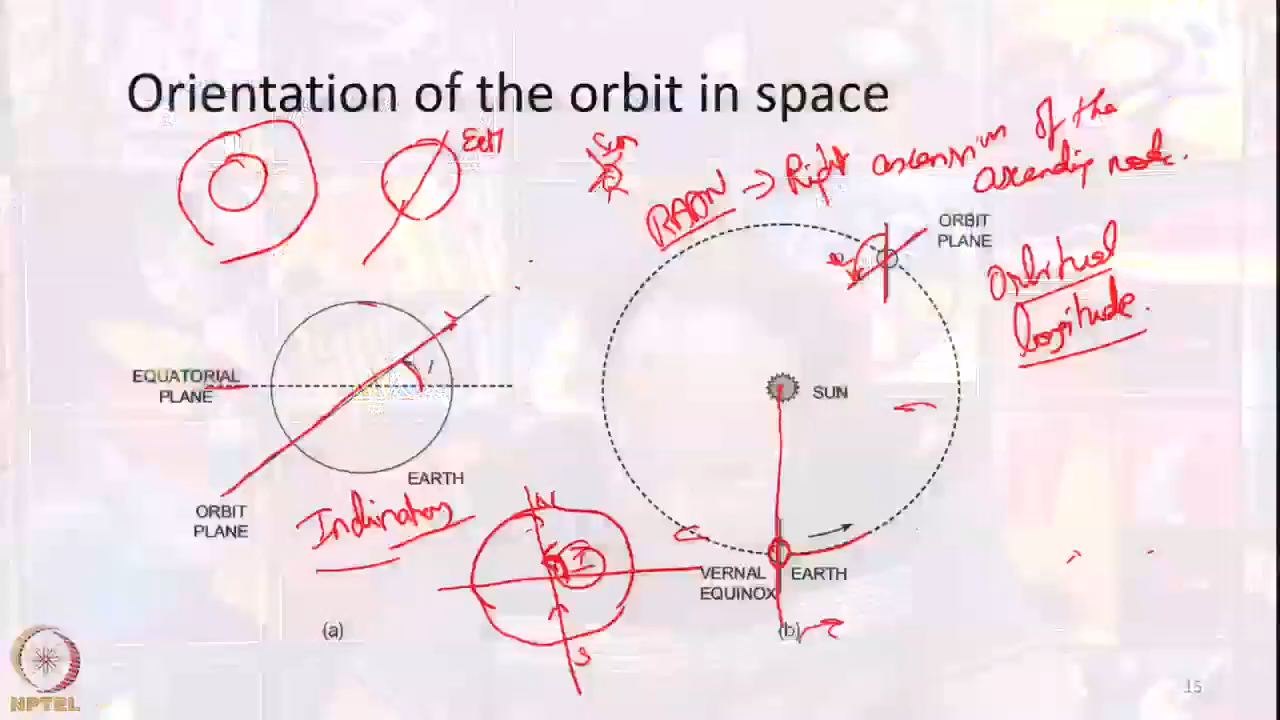 Orientation of the orbit in space
Sun
RAAN → Right ascension of the
ascending node.
ORBIT
PLANE
Orbitual
longitude.
EQUATORIAL
PLANE
i
SUN
EARTH
ORBIT
PLANE
Inclination
N
I
S
VERNAL
EQUINOX
EARTH
(a)
(b)
15
NPTEL